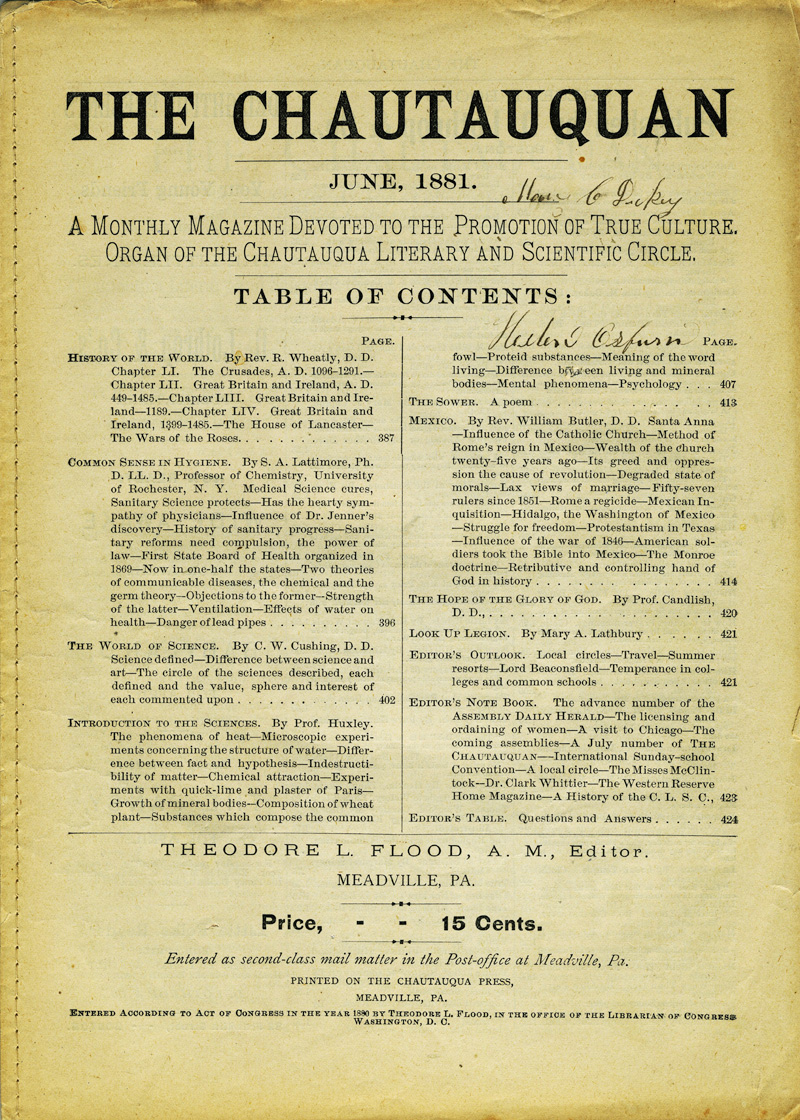 THE CHAUTAUQUAN
JUNE, 1881.
A MONTHLY MAGAZINE DEVOTED TO THE PROMOTION OF TRUE CULTURE.
ORGAN OF THE CHAUTAUQUA LITERARY AND SCIENTIFIC CIRCLE.
TABLE OF CONTENTS:
PAGE.
HISTORY OF THE WORLD. By Rev. R. Wheatly, D. D.
Chapter LI. The Crusades, A. D. 1096-1291.—
Chapter LII. Great Britain and Ireland, A. D.
449-1485.—Chapter LIII. Great Britain and Ire-
land—1189.—Chapter LIV. Great Britain and
Ireland, 1399-1485.—The House of Lancaster—
The Wars of the Roses. . . . . . . . . . . . . 387
COMMON SENSE IN HYGIENE. By S. A. Lattimore, Ph.
D. LL. D., Professor of Chemistry, University
of Rochester, N. Y. Medical Science cures,
Sanitary Science protects—Has the hearty sym-
pathy of physicians—Influence of Dr. Jenner's
discovery—History of sanitary progress—Sani-
tary reforms need compulsion, the power of
law—First State Board of Health organized in
1869—Now in one-half the states—Two theories
of communicable diseases, the chemical and the
germ theory—Objections to the former—Strength
of the latter—Ventilation—Effects of water on
health—Danger of lead pipes . . . . . . . . . . 396
THE WORLD OF SCIENCE. By C. W. Cushing, D. D.
Science defined—Difference between science and
art—The circle of the sciences described, each
defined and the value, sphere and interest of
each commented upon . . . . . . . . . . . . . 402
INTRODUCTION TO THE SCIENCES. By Prof. Huxley.
The phenomena of heat—Microscopic experi-
ments concerning the structure of water—Differ-
ence between fact and hypothesis—Indestructi-
bility of matter—Chemical attraction—Experi-
ments with quick-lime and plaster of Paris—
Growth of mineral bodies—Composition of wheat
plant—Substances which compose the common
PAGE.
fowl—Proteid substances—Meaning of the word
living—Difference between living and mineral
bodies—Mental phenomena—Psychology . . . 407
THE SOWER. A poem . . . . . . . . . . . . . . 413
MEXICO. By Rev. William Butler, D. D. Santa Anna
—Influence of the Catholic Church—Method of
Rome's reign in Mexico—Wealth of the church
twenty-five years ago—Its greed and oppres-
sion the cause of revolution—Degraded state of
morals—Lax views of marriage—Fifty-seven
rulers since 1851—Rome a regicide—Mexican In-
quisition—Hidalgo, the Washington of Mexico
—Struggle for freedom—Protestantism in Texas
—Influence of the war of 1846—American sol-
diers took the Bible into Mexico—The Monroe
doctrine—Retributive and controlling hand of
God in history . . . . . . . . . . . . . . . . 414
THE HOPE OF THE GLORY OF GOD. By Prof. Candlish,
D. D., . . . . . . . . . . . . . . . . . . . . 420
LOOK UP LEGION. By Mary A. Lathbury . . . . . . 421
EDITOR'S OUTLOOK. Local circles—Travel—Summer
resorts—Lord Beaconsfield—Temperance in col-
leges and common schools . . . . . . . . . . . 421
EDITOR'S NOTE BOOK. The advance number of the
ASSEMBLY DAILY HERALD—The licensing and
ordaining of women—A visit to Chicago—The
coming assemblies—A July number of THE
CHAUTAUQUAN—International Sunday-school
Convention—A local circle—The Misses McClin-
tock—Dr. Clark Whittier—The Western Reserve
Home Magazine—A History of the C. L. S. C., 423
EDITOR'S TABLE. Questions and Answers . . . . . . 424
THEODORE L. FLOOD, A. M., Editor.
MEADVILLE, PA.
Price, - - 15 Cents.
Entered as second-class mail matter in the Post-office at Meadville, Pa.
PRINTED ON THE CHAUTAUQUA PRESS,
MEADVILLE, PA.
ENTERED ACCORDING TO ACT OF CONGRESS IN THE YEAR 1880 BY THEODORE L. FLOOD, IN THE OFFICE OF THE LIBRARIAN OF CONGRESS
WASHINGTON, D. C.